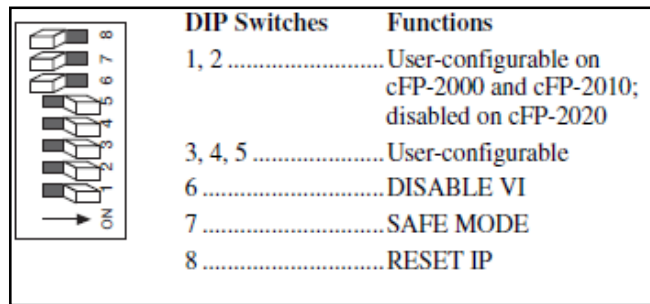 DIP Switches Functions
1, 2 ..........................User-configurable on
cFP-2000 and cFP-2010;
disabled on cFP-2020
3, 4, 5 ......................User-configurable
6 ..............................DISABLE VI
7 ..............................SAFE MODE
8 ..............................RESET IP
8
7
6
5
4
3
2
1
ON